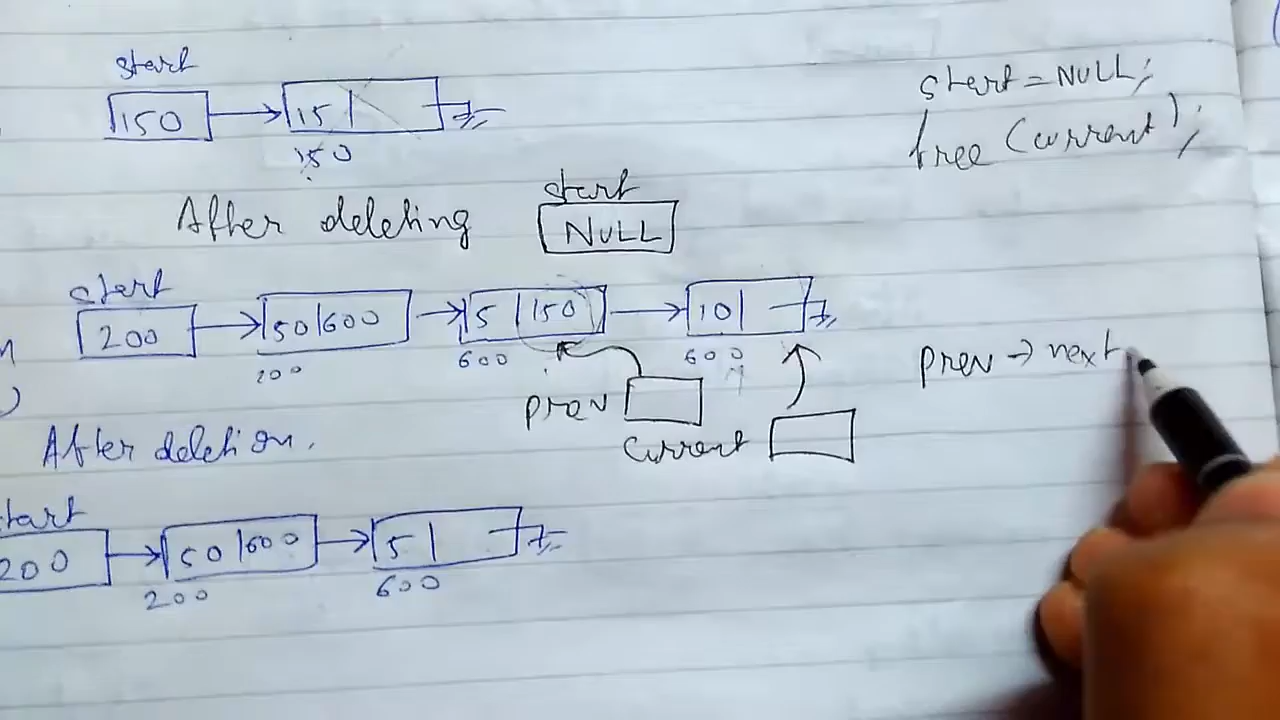 start
150 15
150
start = NULL;
free (current);
start
After deleting NULL
start
200 50 600 5 150 10
200 600 600
prev prev → next
current
After deletion.
tart
200 50 600 5
200 600